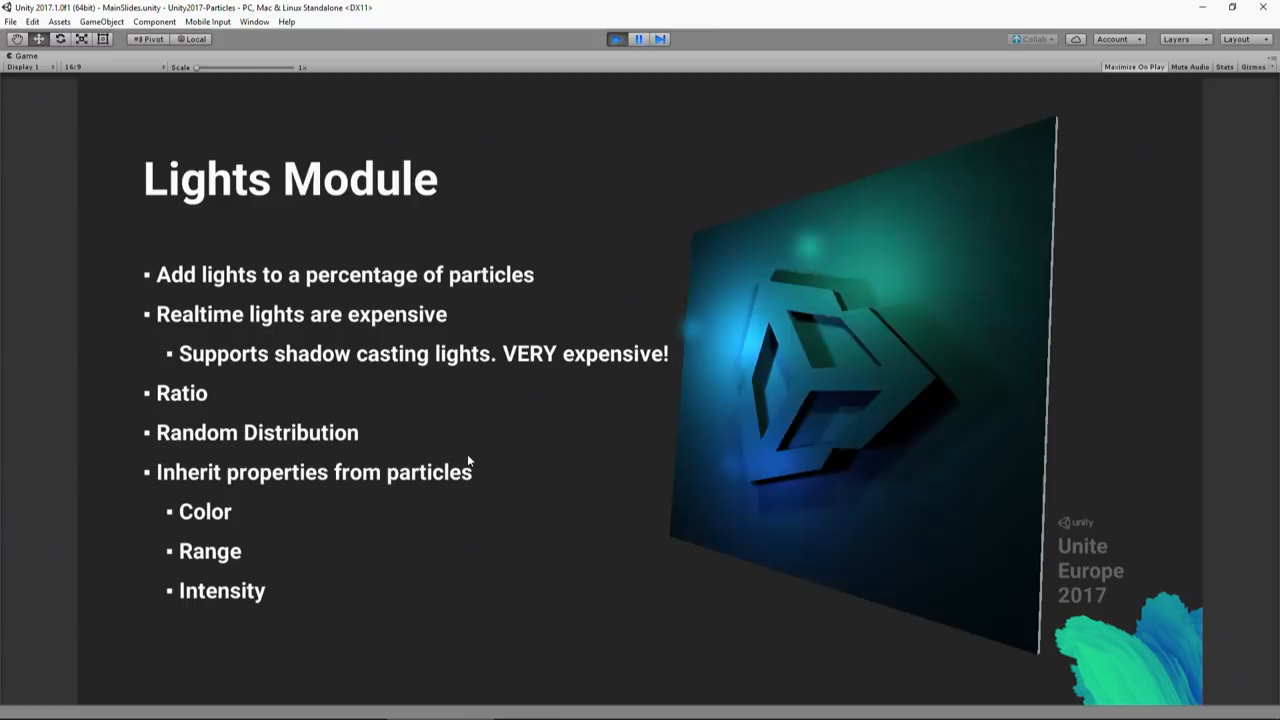 Unity 2017.1.0f1 (64bit) - MainSlides.unity - Unity2017-Particles - PC, Mac & Linux Standalone <DX11>
File Edit Assets GameObject Component Mobile Input Window Help
Pivot Local Collab Account Layers Layout
Game
Display 1 16:9 Scale 1x Maximize On Play Mute Audio Stats Gizmos
Lights Module
▪ Add lights to a percentage of particles
▪ Realtime lights are expensive
▪ Supports shadow casting lights. VERY expensive!
▪ Ratio
▪ Random Distribution
▪ Inherit properties from particles
▪ Color
▪ Range
▪ Intensity
unity
Unite
Europe
2017